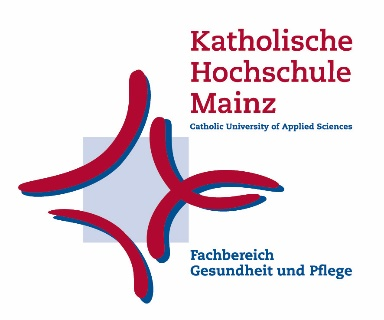 Katholische
Hochschule
Mainz
Catholic University of Applied Sciences
Fachbereich
Gesundheit und Pflege